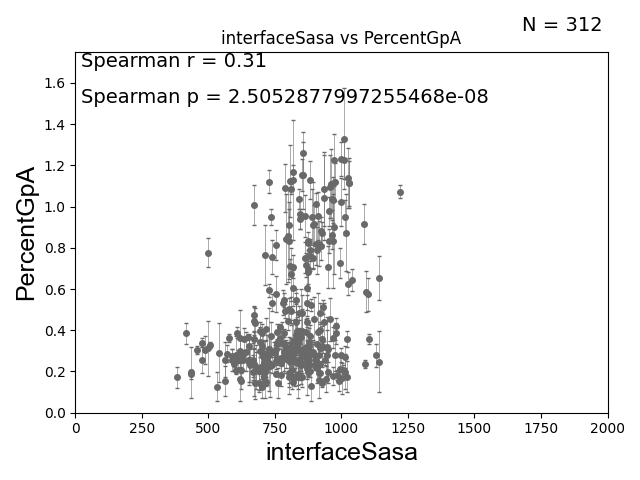 N = 312
interfaceSasa vs PercentGpA
Spearman r = 0.31
Spearman p = 2.5052877997255468e-08
PercentGpA
1.6
1.4
1.2
1.0
0.8
0.6
0.4
0.2
0.0
0 250 500 750 1000 1250 1500 1750 2000
interfaceSasa